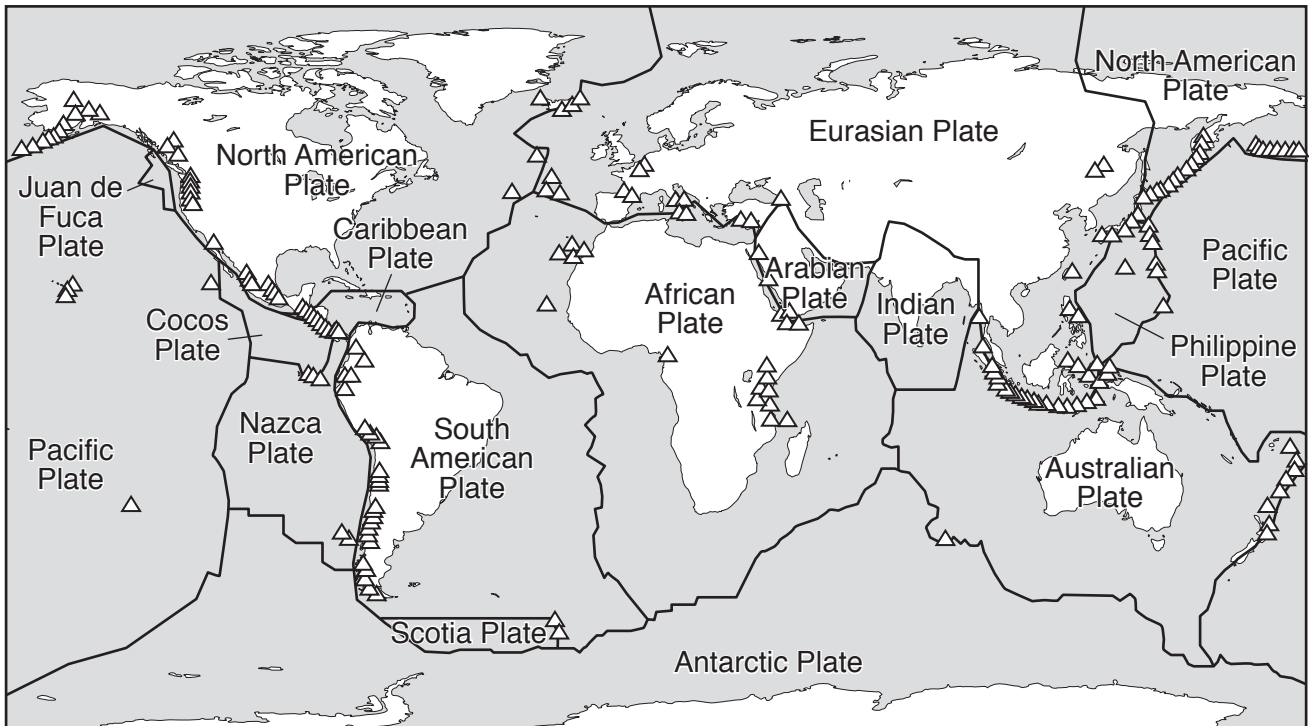 North American
Plate
Eurasian Plate
North American
Plate
Juan de
Fuca
Plate
Caribbean
Plate
Pacific
Plate
Arabian
Plate
African
Plate
Indian
Plate
Cocos
Plate
Philippine
Plate
Nazca
Plate
South
American
Plate
Pacific
Plate
Australian
Plate
Scotia Plate
Antarctic Plate